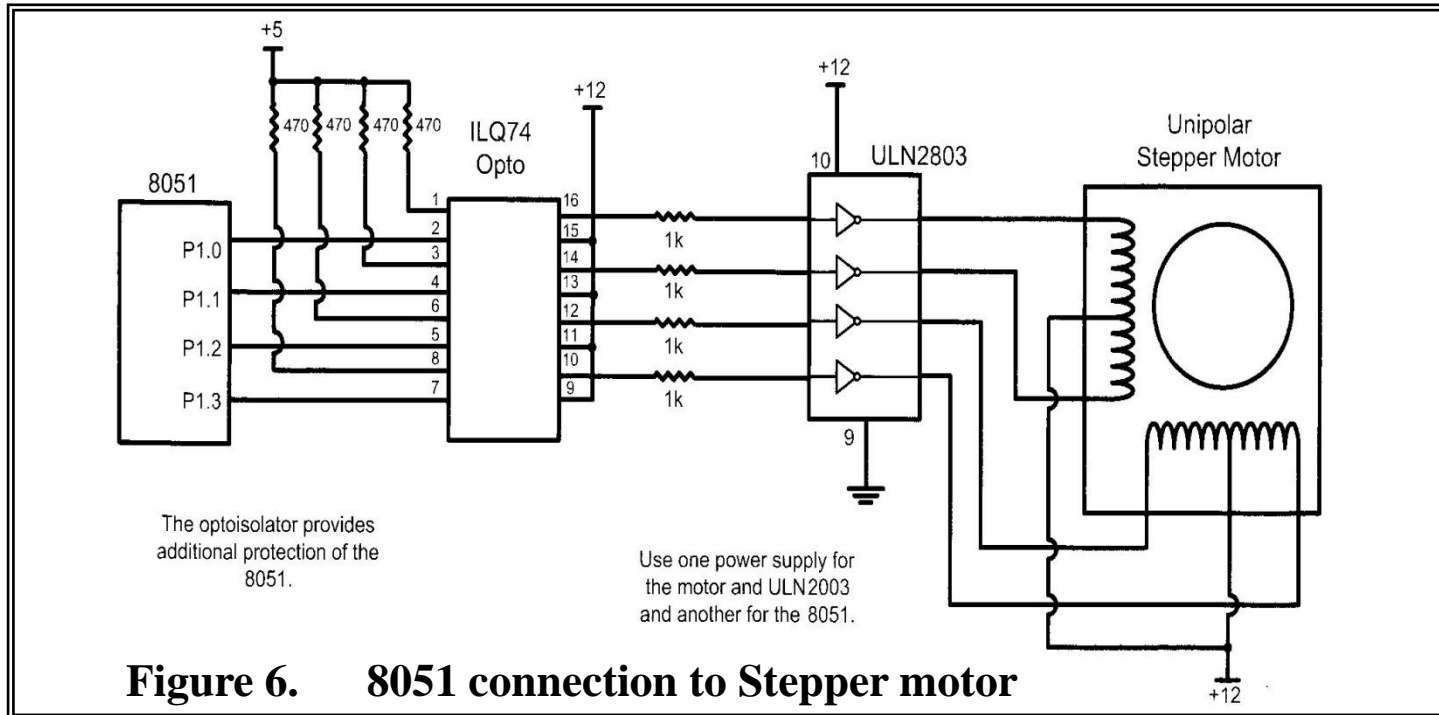 +5
470
470
470
470
8051
P1.0
P1.1
P1.2
P1.3
ILQ74
Opto
+12
1
2
3
4
6
5
8
7
16
15
14
13
12
11
10
9
1k
1k
1k
1k
+12
10
ULN2803
9
Unipolar
Stepper Motor
+12
The optoisolator provides
additional protection of the
8051.
Use one power supply for
the motor and ULN2003
and another for the 8051.
Figure 6. 8051 connection to Stepper motor